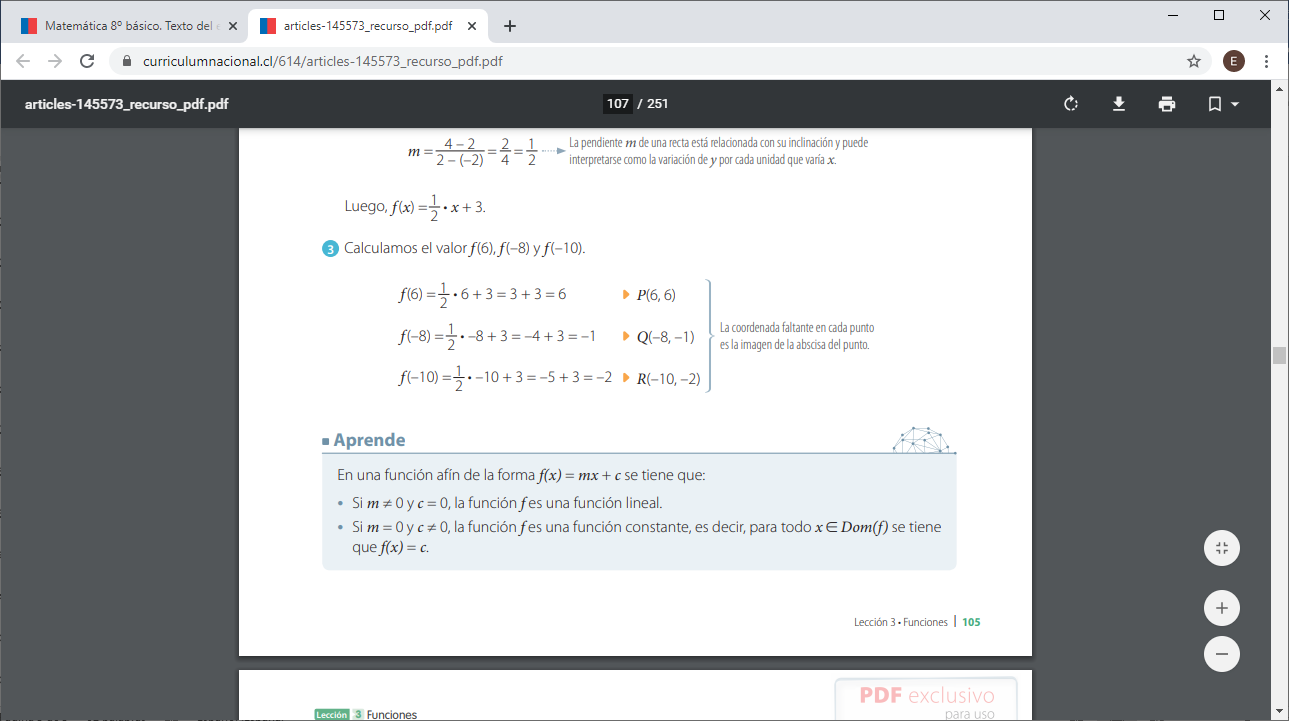 Matemática 8º básico. Texto del e
articles-145573_recurso_pdf.pdf
curriculumnacional.cl/614/articles-145573_recurso_pdf.pdf
E
articles-145573_recurso_pdf.pdf
107 / 251
m = 4 – 2 / 2 – (–2) = 2/4 = 1/2
La pendiente m de una recta está relacionada con su inclinación y puede
interpretarse como la variación de y por cada unidad que varía x.
Luego, f(x) = 1/2 • x + 3.
3 Calculamos el valor f(6), f(–8) y f(–10).
f(6) = 1/2 • 6 + 3 = 3 + 3 = 6 P(6, 6)
f(–8) = 1/2 • –8 + 3 = –4 + 3 = –1 Q(–8, –1)
f(–10) = 1/2 • –10 + 3 = –5 + 3 = –2 R(–10, –2)
La coordenada faltante en cada punto
es la imagen de la abscisa del punto.
Aprende
En una función afín de la forma f(x) = mx + c se tiene que:
• Si m ≠ 0 y c = 0, la función f es una función lineal.
• Si m = 0 y c ≠ 0, la función f es una función constante, es decir, para todo x ∈ Dom(f) se tiene
que f(x) = c.
Lección 3 • Funciones | 105
PDF exclusivo
para uso
Lección 3 Funciones